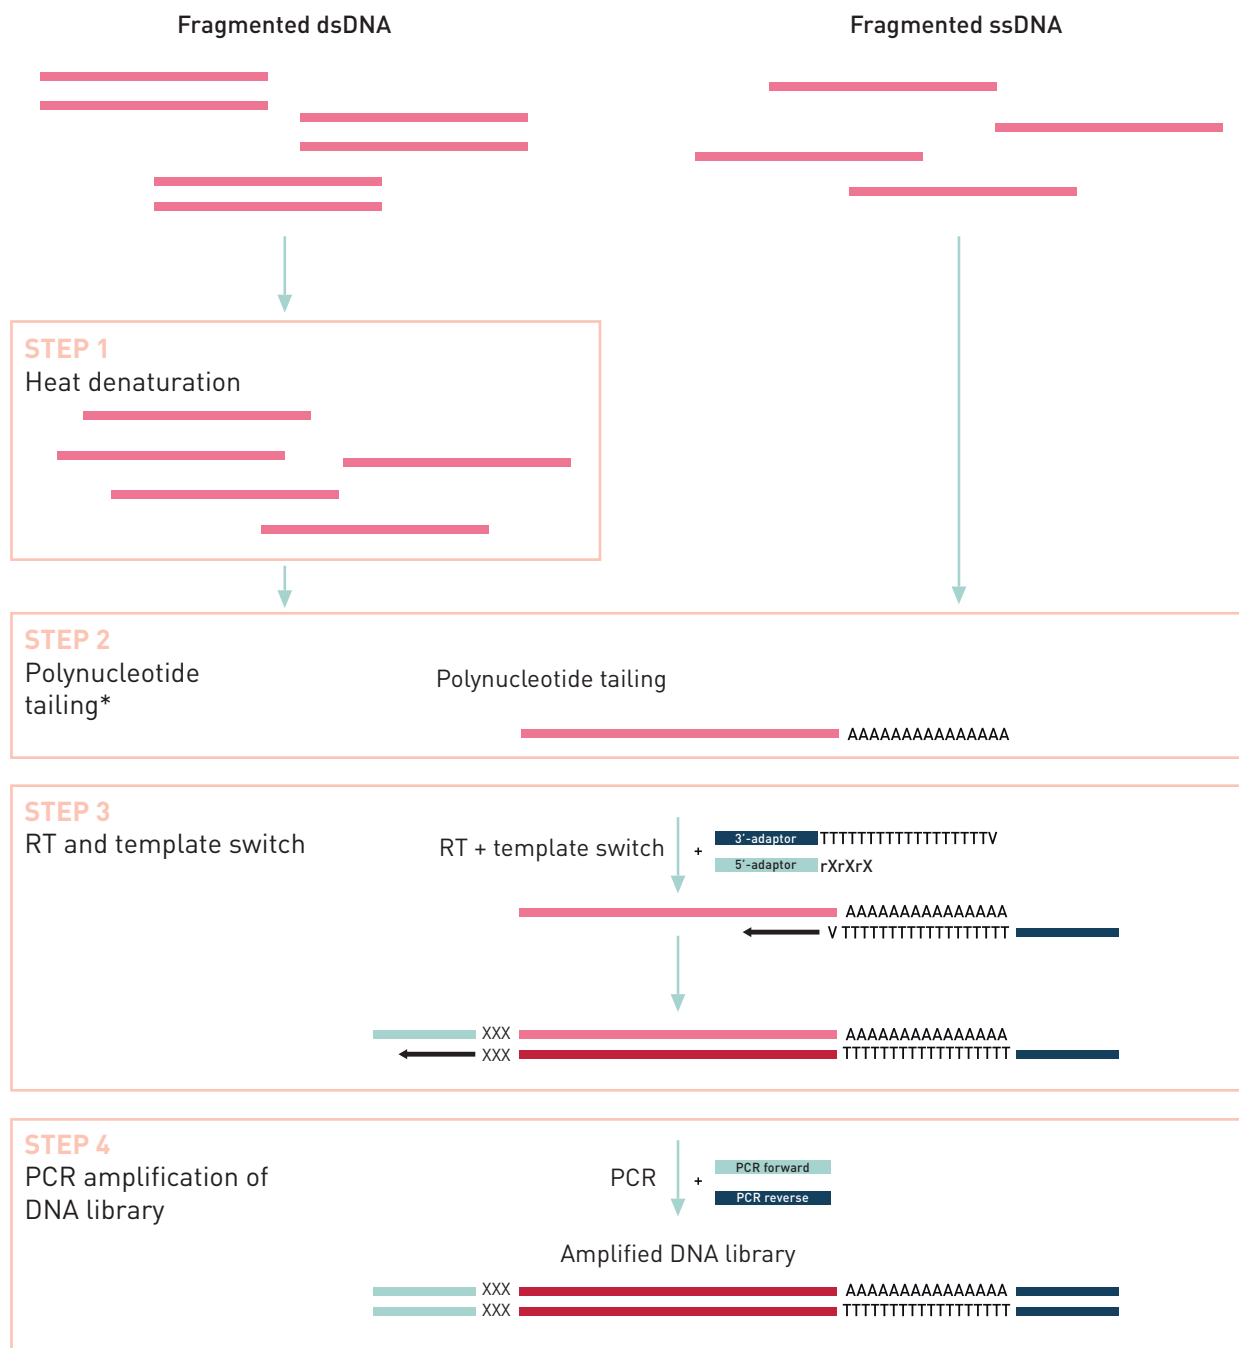 Fragmented dsDNA
Fragmented ssDNA
STEP 1
Heat denaturation
STEP 2
Polynucleotide
tailing*
Polynucleotide tailing
AAAAAAAAAAAAAAA
STEP 3
RT and template switch
RT + template switch
+
3'-adaptor TTTTTTTTTTTTTTTTTTV
5'-adaptor rXrXrX
AAAAAAAAAAAAAAA
V TTTTTTTTTTTTTTTTTT
XXX AAAAAAAAAAAAAAA
XXX TTTTTTTTTTTTTTTTTT
STEP 4
PCR amplification of
DNA library
PCR
+
PCR forward
PCR reverse
Amplified DNA library
XXX AAAAAAAAAAAAAAA
XXX TTTTTTTTTTTTTTTTTT